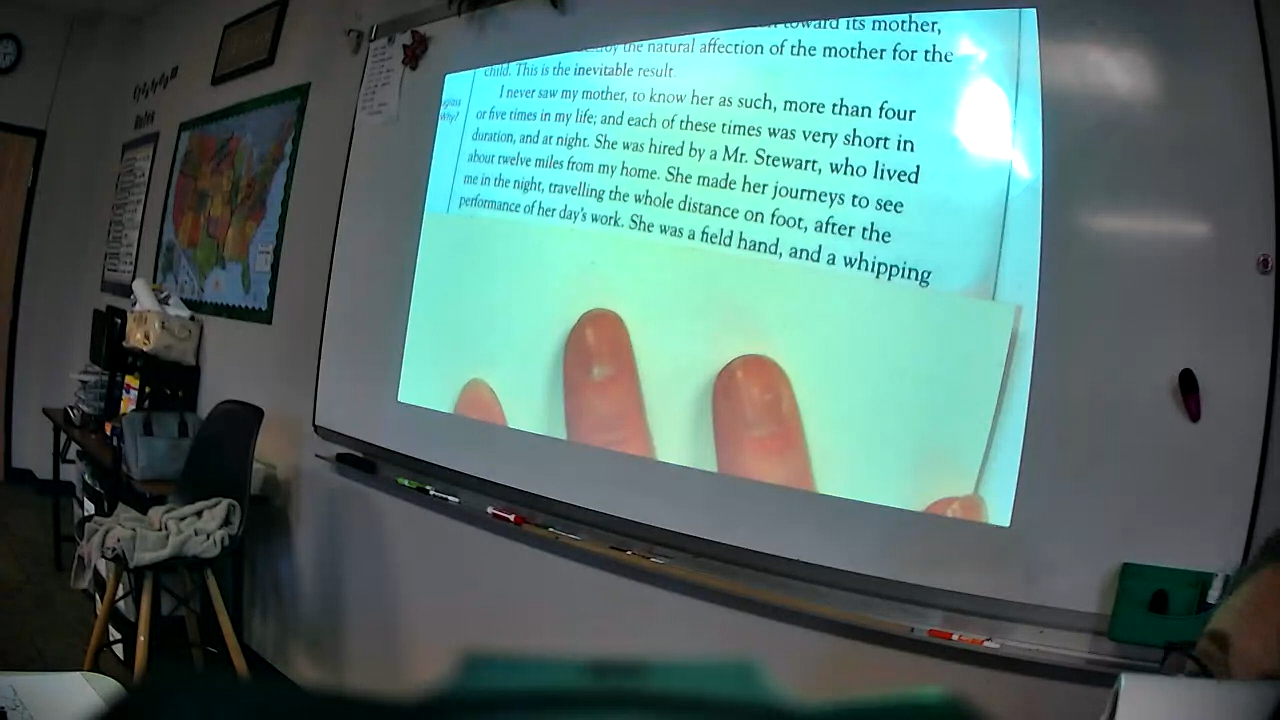 toward its mother,
the natural affection of the mother for the
child. This is the inevitable result.
I never saw my mother, to know her as such, more than four
or five times in my life; and each of these times was very short in
duration, and at night. She was hired by a Mr. Stewart, who lived
about twelve miles from my home. She made her journeys to see
me in the night, travelling the whole distance on foot, after the
performance of her day's work. She was a field hand, and a whipping
Why?